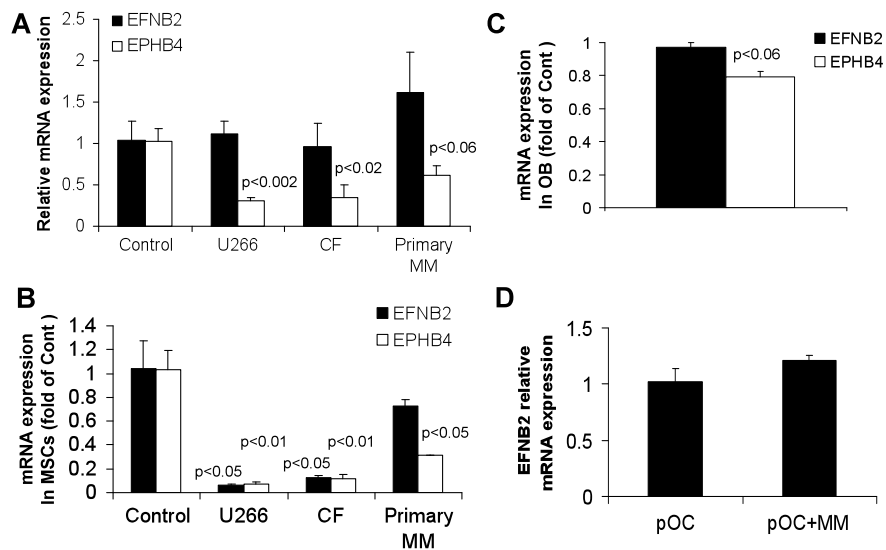 A
EFNB2
EPHB4
Relative mRNA expression
2.5
2
1.5
1
0.5
0
p<0.002
p<0.02
p<0.06
Control
U266
CF
Primary
MM
B
EFNB2
EPHB4
mRNA expression
In MSCs (fold of Cont )
1.4
1.2
1
0.8
0.6
0.4
0.2
0
p<0.05
p<0.01
p<0.05
p<0.01
p<0.05
Control
U266
CF
Primary
MM
C
EFNB2
EPHB4
mRNA expression
In OB (fold of Cont )
1
0.8
0.6
0.4
0.2
0
p<0.06
D
EFNB2 relative
mRNA expression
1.5
1
0.5
0
pOC
pOC+MM